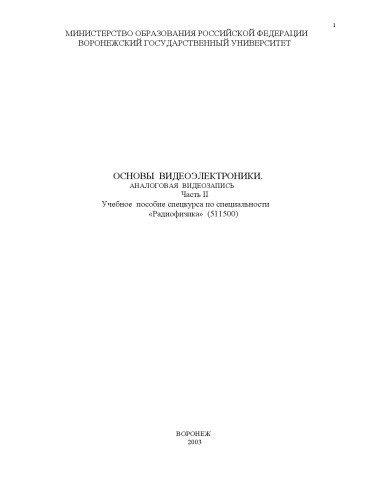 1
МИНИСТЕРСТВО ОБРАЗОВАНИЯ РОССИЙСКОЙ ФЕДЕРАЦИИ
ВОРОНЕЖСКИЙ ГОСУДАРСТВЕННЫЙ УНИВЕРСИТЕТ
ОСНОВЫ ВИДЕОЭЛЕКТРОНИКИ.
АНАЛОГОВАЯ ВИДЕОЗАПИСЬ
Часть II
Учебное пособие спецкурса по специальности
«Радиофизика» (511500)
ВОРОНЕЖ
2003